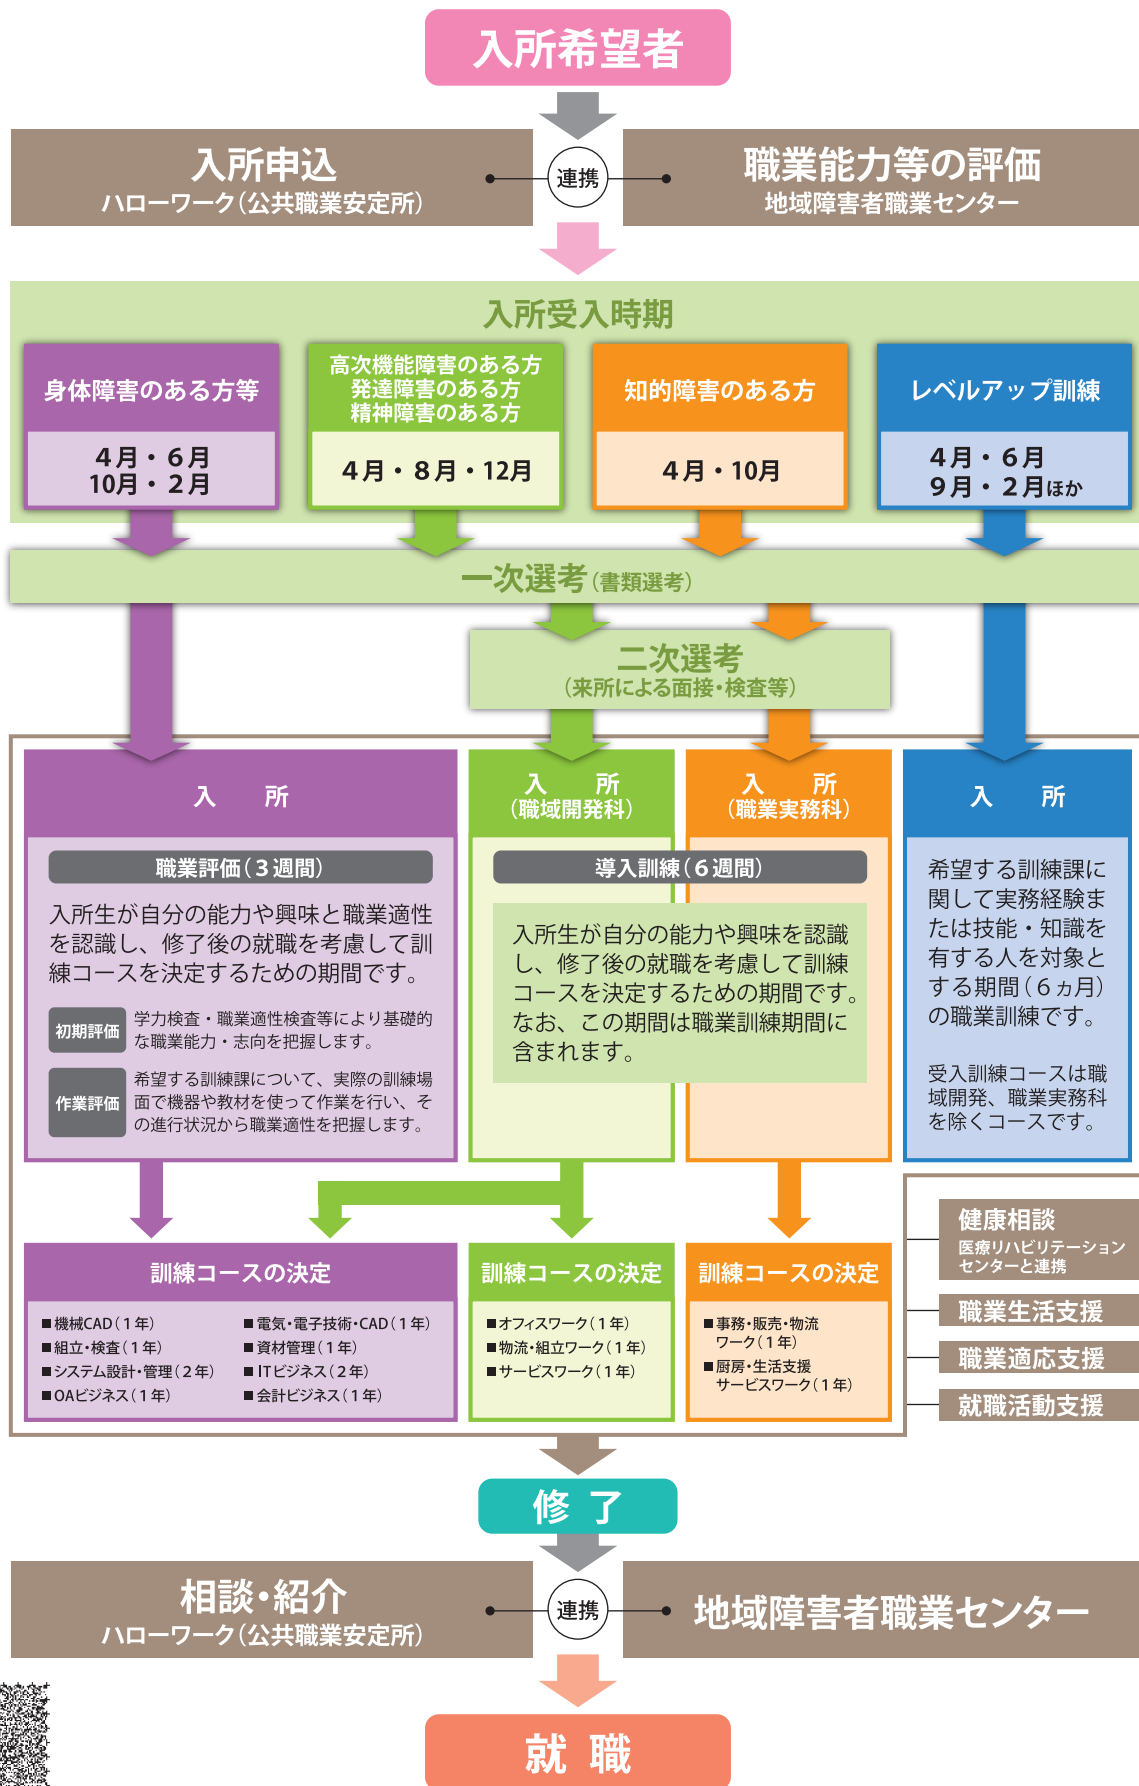 入所希望者
入所申込
ハローワーク（公共職業安定所）
連携
職業能力等の評価
地域障害者職業センター
入所受入時期
身体障害のある方等
4月・6月
10月・2月
高次機能障害のある方
発達障害のある方
精神障害のある方
4月・8月・12月
知的障害のある方
4月・10月
レベルアップ訓練
4月・6月
9月・2月ほか
一次選考（書類選考）
二次選考
（来所による面接・検査等）
入　所
職業評価（3週間）
入所生が自分の能力や興味と職業適性
を認識し、修了後の就職を考慮して訓
練コースを決定するための期間です。
初期評価
学力検査・職業適性検査等により基礎的
な職業能力・志向を把握します。
作業評価
希望する訓練課について、実際の訓練場
面で機器や教材を使って作業を行い、そ
の進行状況から職業適性を把握します。
入　所
（職域開発科）
入　所
（職業実務科）
導入訓練（6週間）
入所生が自分の能力や興味を認識
し、修了後の就職を考慮して訓練
コースを決定するための期間です。
なお、この期間は職業訓練期間に
含まれます。
入　所
希望する訓練課に
関して実務経験ま
たは技能・知識を
有する人を対象と
する期間（6ヵ月）
の職業訓練です。
受入訓練コースは職
域開発、職業実務科
を除くコースです。
訓練コースの決定
■機械CAD（1年）
■組立・検査（1年）
■システム設計・管理（2年）
■OAビジネス（1年）
■電気・電子技術・CAD（1年）
■資材管理（1年）
■ITビジネス（2年）
■会計ビジネス（1年）
訓練コースの決定
■オフィスワーク（1年）
■物流・組立ワーク（1年）
■サービスワーク（1年）
訓練コースの決定
■事務・販売・物流
ワーク（1年）
■厨房・生活支援
サービスワーク（1年）
健康相談
医療リハビリテーション
センターと連携
職業生活支援
職業適応支援
就職活動支援
修了
相談・紹介
ハローワーク（公共職業安定所）
連携
地域障害者職業センター
就職